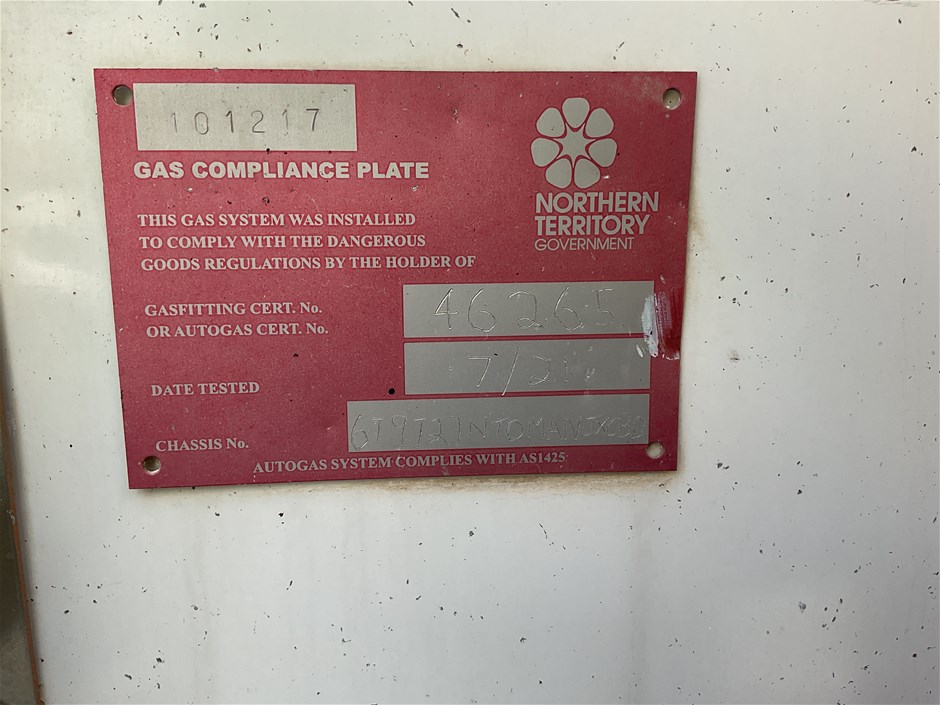 101217
GAS COMPLIANCE PLATE
NORTHERN
TERRITORY
GOVERNMENT
THIS GAS SYSTEM WAS INSTALLED
TO COMPLY WITH THE DANGEROUS
GOODS REGULATIONS BY THE HOLDER OF
GASFITTING CERT. No.
OR AUTOGAS CERT. No.
46265
DATE TESTED
CHASSIS No.
AUTOGAS SYSTEM COMPLIES WITH AS1425